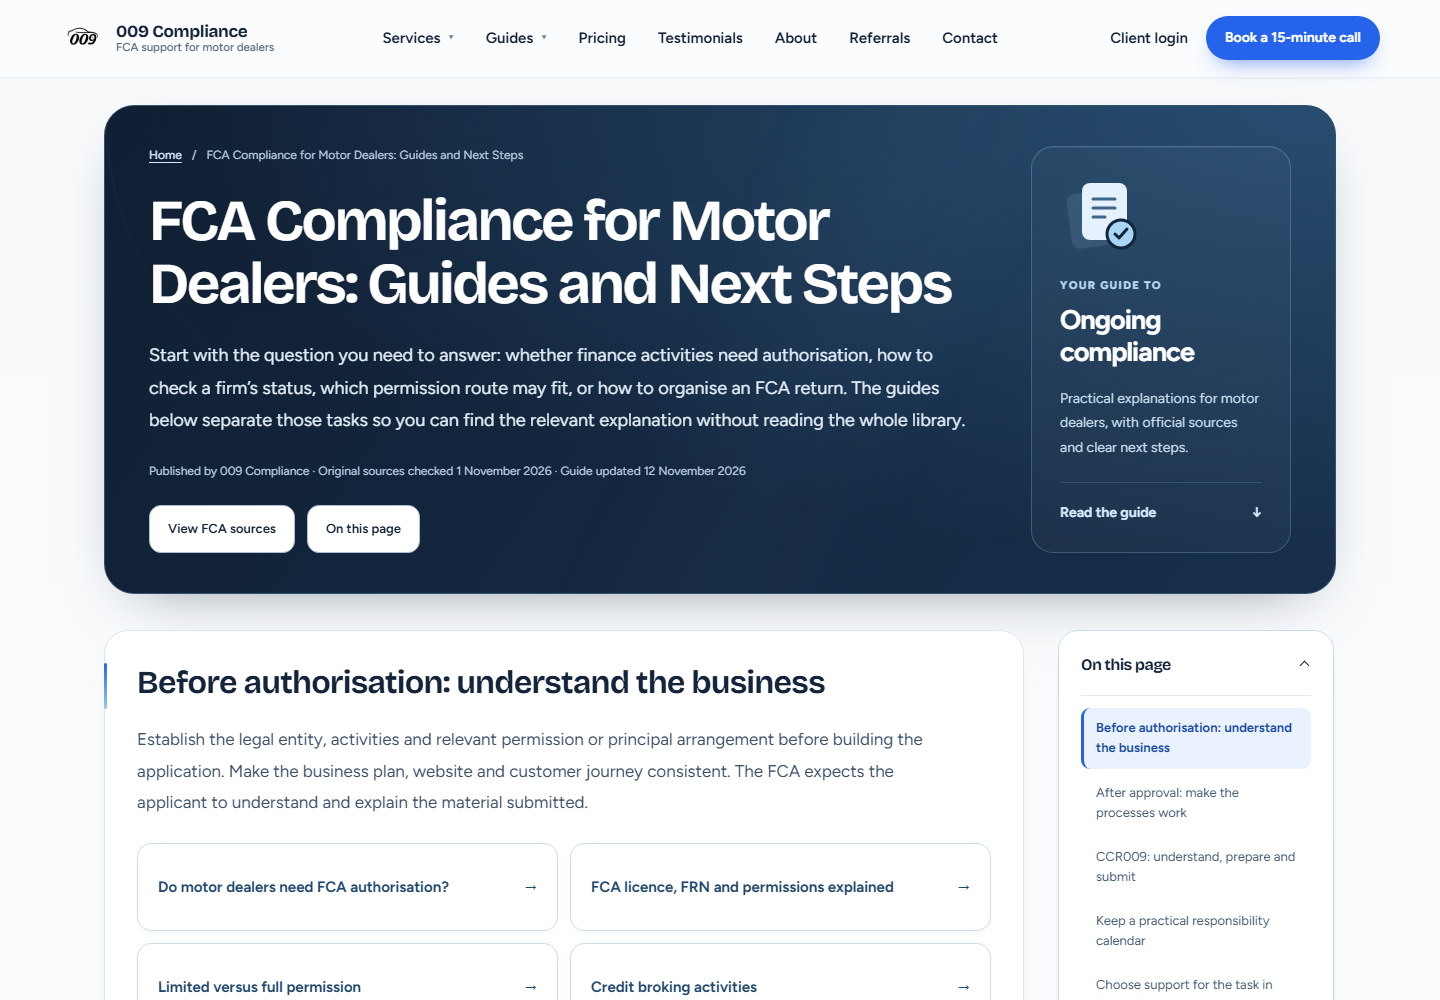 009
009 Compliance
FCA support for motor dealers
Services
Guides
Pricing
Testimonials
About
Referrals
Contact
Client login
Book a 15-minute call
Home / FCA Compliance for Motor Dealers: Guides and Next Steps
FCA Compliance for Motor
Dealers: Guides and Next Steps
Start with the question you need to answer: whether finance activities need authorisation, how to
check a firm’s status, which permission route may fit, or how to organise an FCA return. The guides
below separate those tasks so you can find the relevant explanation without reading the whole library.
Published by 009 Compliance · Original sources checked 1 November 2026 · Guide updated 12 November 2026
View FCA sources
On this page
YOUR GUIDE TO
Ongoing
compliance
Practical explanations for motor
dealers, with official sources
and clear next steps.
Read the guide ↓
Before authorisation: understand the business
Establish the legal entity, activities and relevant permission or principal arrangement before building the
application. Make the business plan, website and customer journey consistent. The FCA expects the
applicant to understand and explain the material submitted.
Do motor dealers need FCA authorisation? →
FCA licence, FRN and permissions explained →
Limited versus full permission →
Credit broking activities →
On this page
Before authorisation: understand
the business
After approval: make the
processes work
CCR009: understand, prepare and
submit
Keep a practical responsibility
calendar
Choose support for the task in